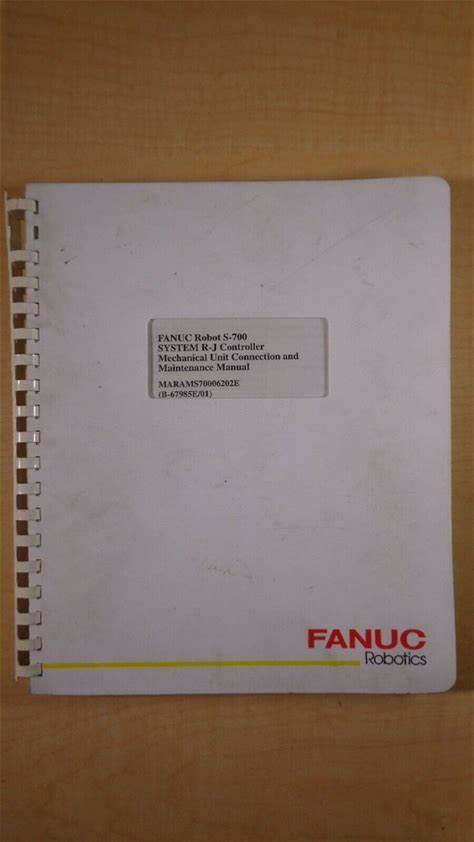 FANUC Robot S-700
SYSTEM R-J Controller
Mechanical Unit Connection and
Maintenance Manual
MARAMS70006202E
(B-67985E/01)
FANUC
Robotics